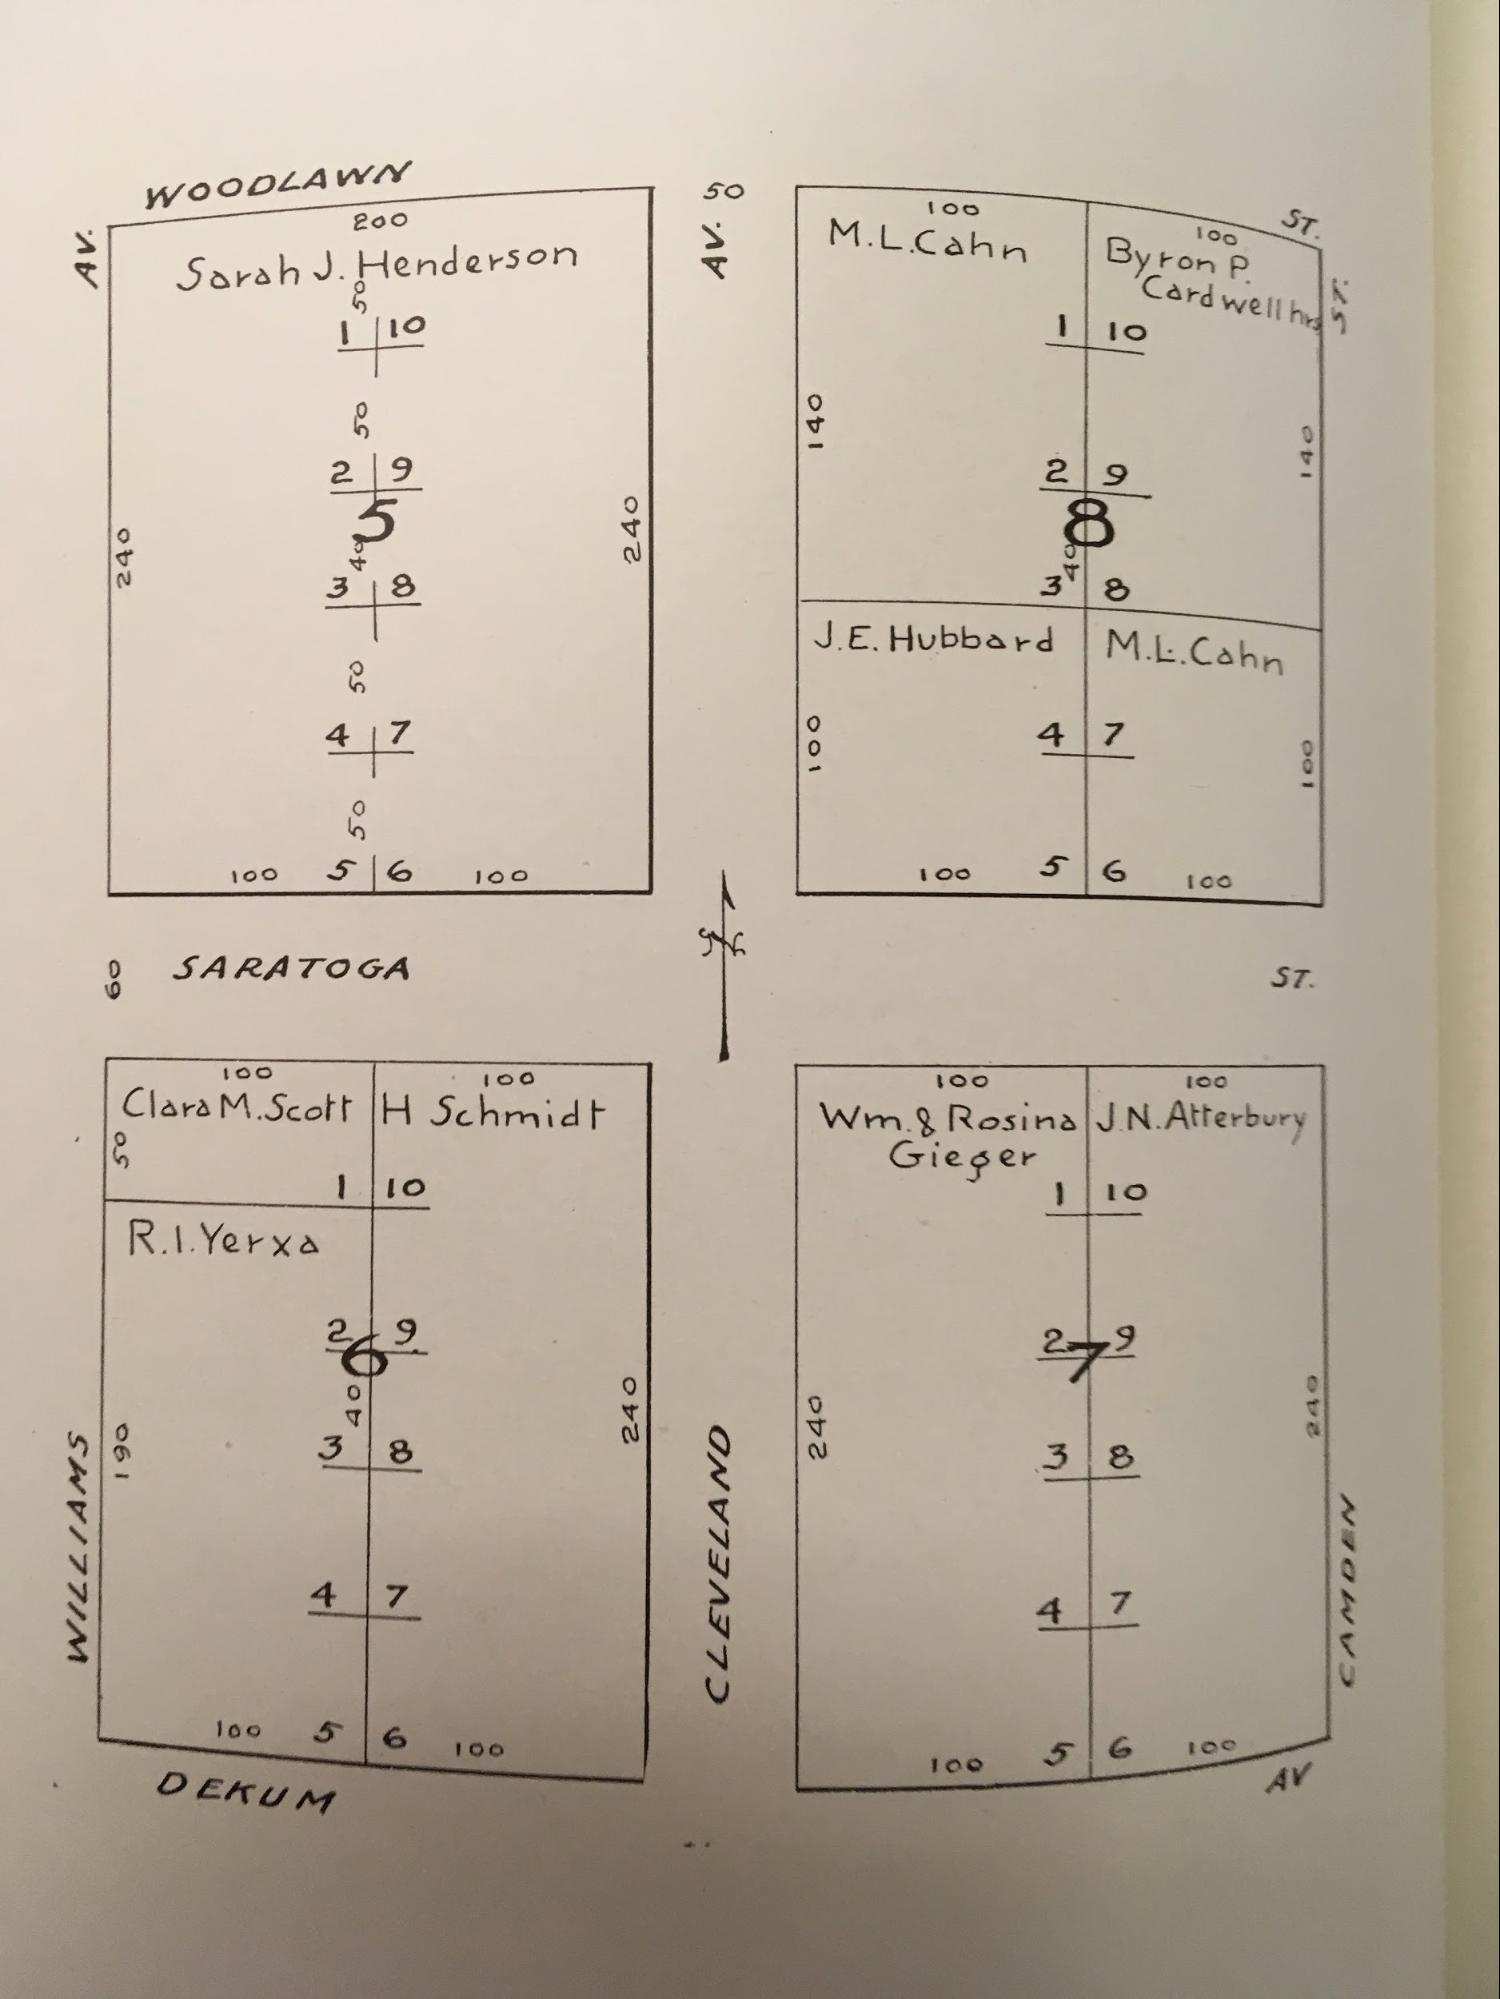 WOODLAWN ST.
AV.
200
Sarah J. Henderson
50
1 10
50
2 9
5
40
3 8
240
240
50
4 7
50
100 5 6 100
50
AV.
100
M.L.Cahn
100
Byron P.
Cardwell hrs
ST.
1 10
140
140
2 9
8
40
3 8
J.E. Hubbard
M.L.Cahn
100
100
4 7
100 5 6 100
60 SARATOGA ST.
100
Clara M. Scott
50
1 10
100
H Schmidt
R.I. Yerxa
2 9
6
40
190
3 8
240
4 7
100 5 6 100
WILLIAMS
CLEVELAND
100
Wm. & Rosina
Gieger
100
J.N. Atterbury
1 10
2 9
7
240
240
3 8
4 7
100 5 6 100
CAMDEN
DEKUM AV